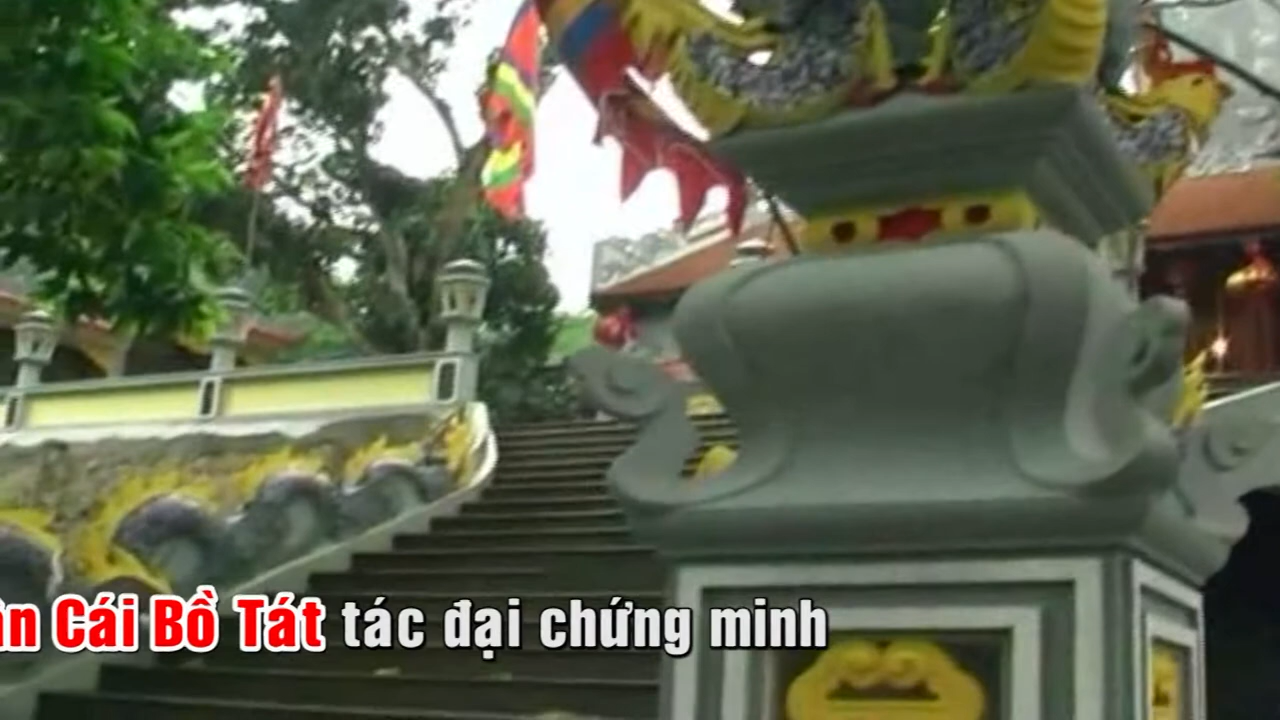 Cái Bồ Tát tác đại chứng minh